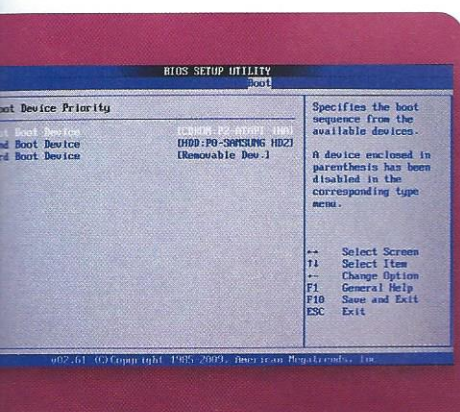 BIOS SETUP UTILITY
Boot
ot Device Priority
st Boot Device [CDROM:P2-ATAPI
nd Boot Device [HDD:P0-SAMSUNG HD2]
rd Boot Device [Removable Dev.]
Specifies the boot
sequence from the
available devices.
A device enclosed in
parenthesis has been
disabled in the
corresponding type
menu.
↔ Select Screen
↑↓ Select Item
+- Change Option
F1 General Help
F10 Save and Exit
ESC Exit
v02.61 (C)Copyright 1985-2009, American Megatrends, Inc